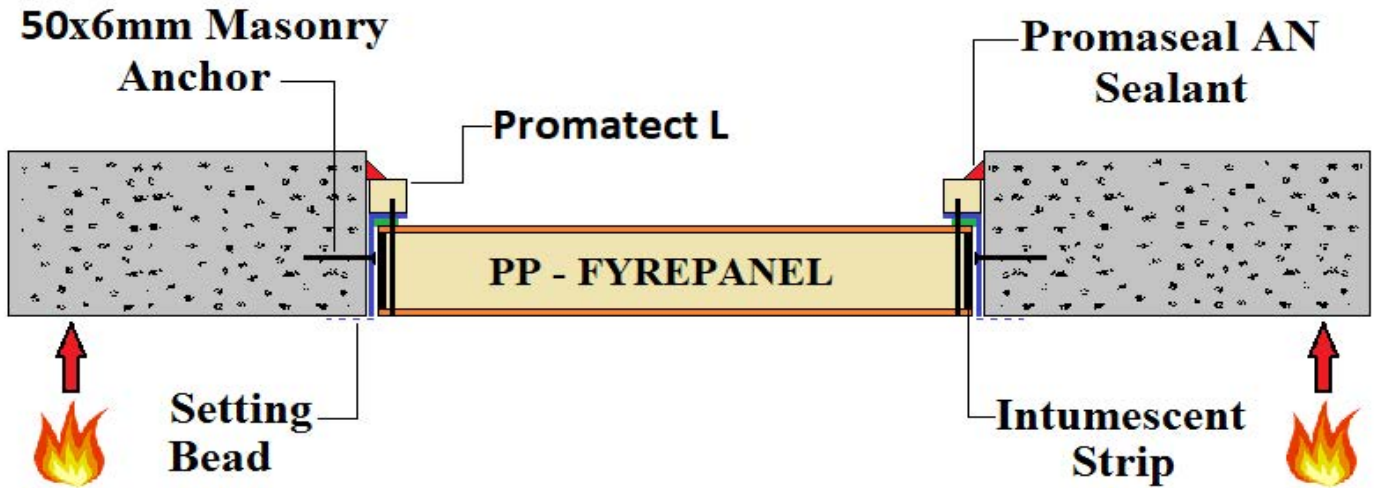 50x6mm Masonry
Anchor
Promaseal AN
Sealant
Promatect L
PP - FYREPANEL
Setting
Bead
Intumescent
Strip